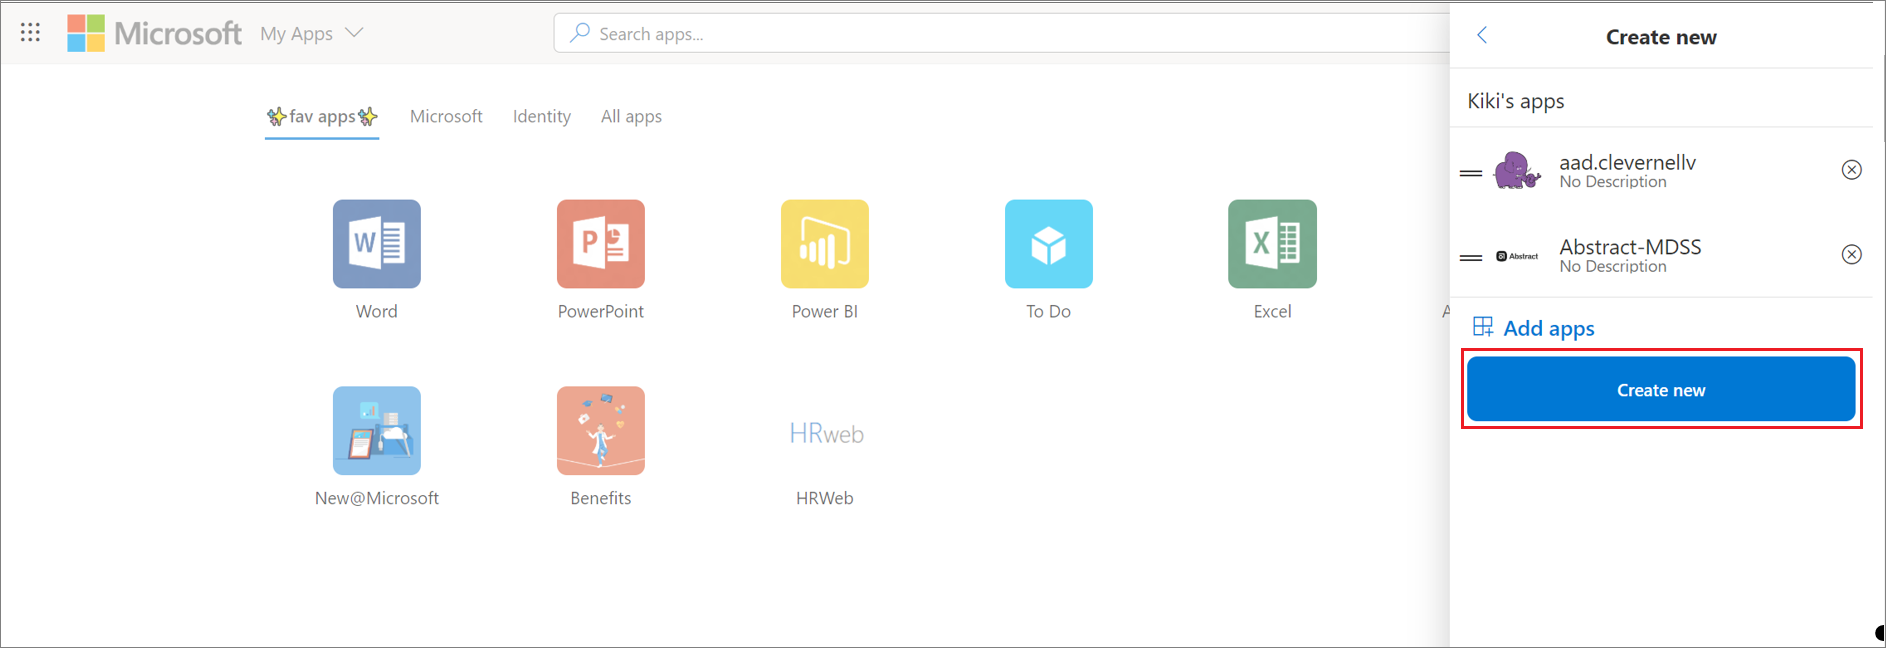 Microsoft My Apps
Search apps...
✨fav apps✨ Microsoft Identity All apps
W
P
X
Word PowerPoint Power BI To Do Excel A
HRweb
New@Microsoft Benefits HRWeb
Create new
Kiki's apps
aad.clevernellv
No Description
Abstract
Abstract-MDSS
No Description
Add apps
Create new